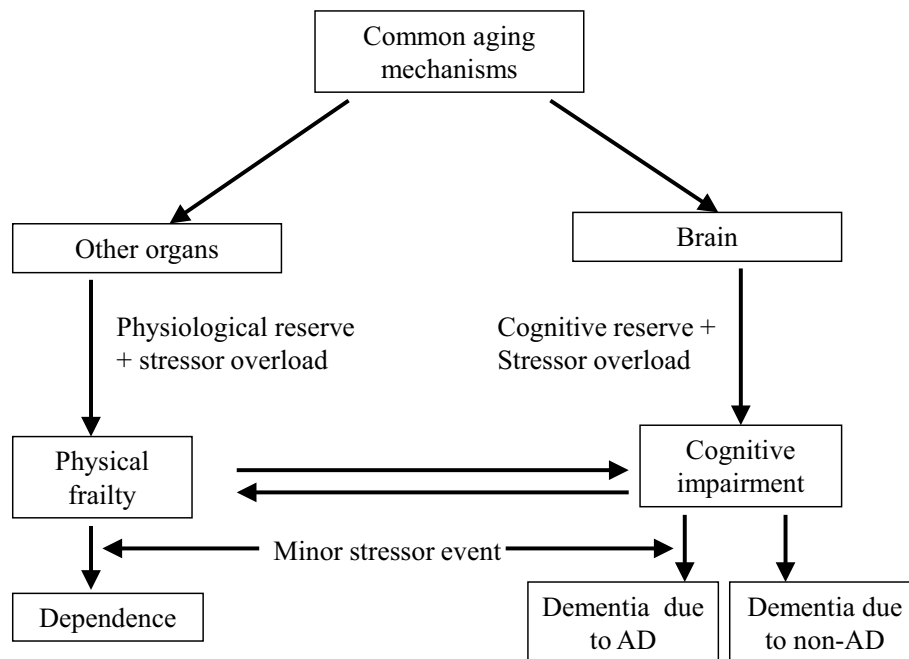 Common aging
mechanisms
Other organs
Brain
Physiological reserve
+ stressor overload
Cognitive reserve +
Stressor overload
Physical
frailty
Cognitive
impairment
Minor stressor event
Dependence
Dementia due
to AD
Dementia due
to non-AD